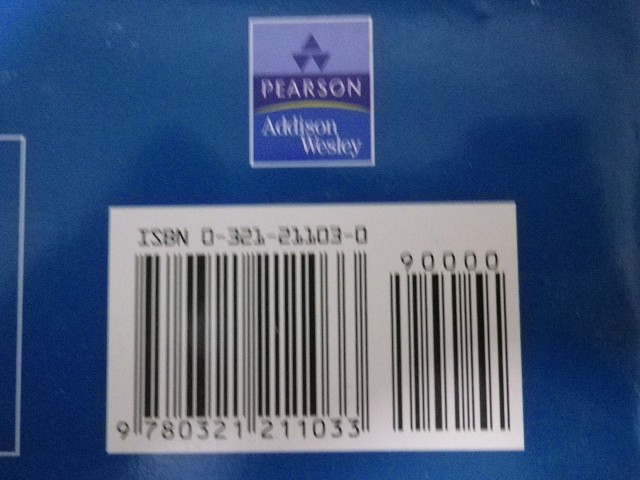 PEARSON
Addison
Wesley
ISBN 0-321-21103-0
90000
9 780321 211033